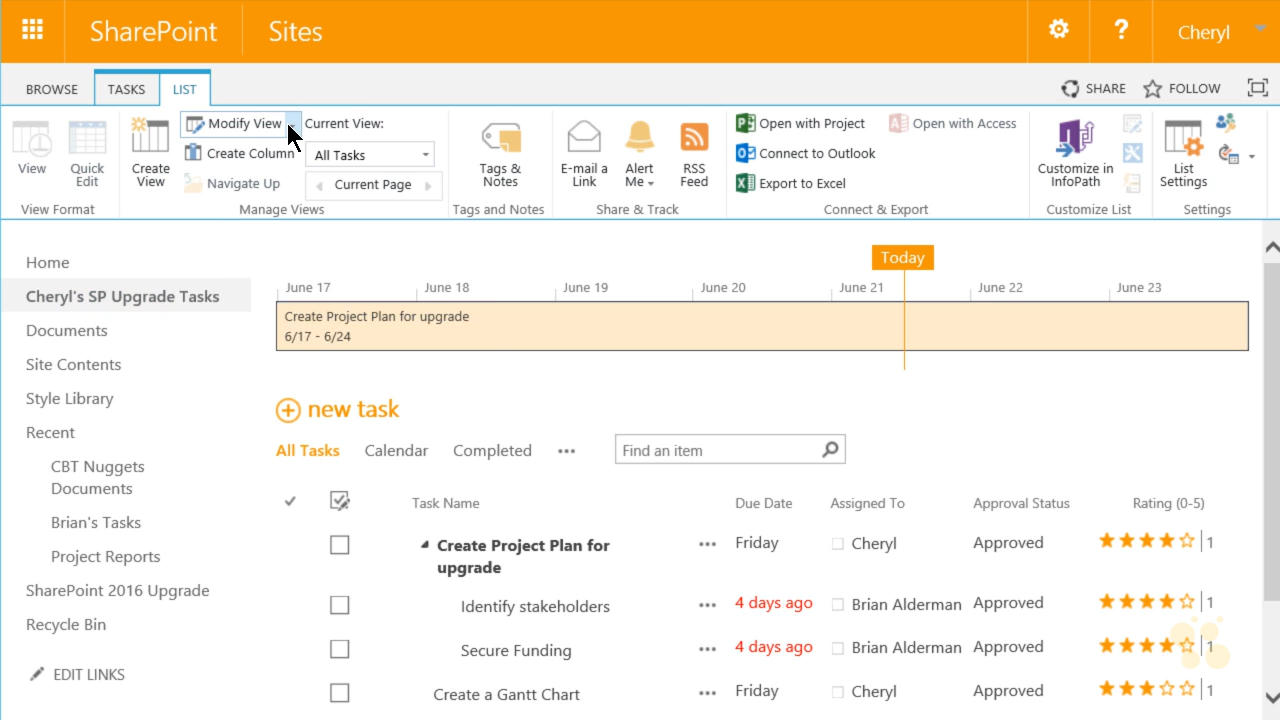 SharePoint Sites ? Cheryl
BROWSE TASKS LIST SHARE FOLLOW
View
Quick Edit
View Format
Create View
Modify View
Create Column
Navigate Up
Current View:
All Tasks
Current Page
Manage Views
Tags & Notes
Tags and Notes
E-mail a Link
Alert Me
RSS Feed
Share & Track
Open with Project
Connect to Outlook
Export to Excel
Open with Access
Connect & Export
Customize in InfoPath
Customize List
List Settings
Settings
Home
Cheryl's SP Upgrade Tasks
Documents
Site Contents
Style Library
Recent
CBT Nuggets
Documents
Brian's Tasks
Project Reports
SharePoint 2016 Upgrade
Recycle Bin
EDIT LINKS
Today
June 17 June 18 June 19 June 20 June 21 June 22 June 23
Create Project Plan for upgrade
6/17 - 6/24
new task
All Tasks Calendar Completed ••• Find an item
Task Name Due Date Assigned To Approval Status Rating (0-5)
Create Project Plan for ••• Friday Cheryl Approved 1
upgrade
Identify stakeholders ••• 4 days ago Brian Alderman Approved 1
Secure Funding ••• 4 days ago Brian Alderman Approved 1
Create a Gantt Chart ••• Friday Cheryl Approved 1